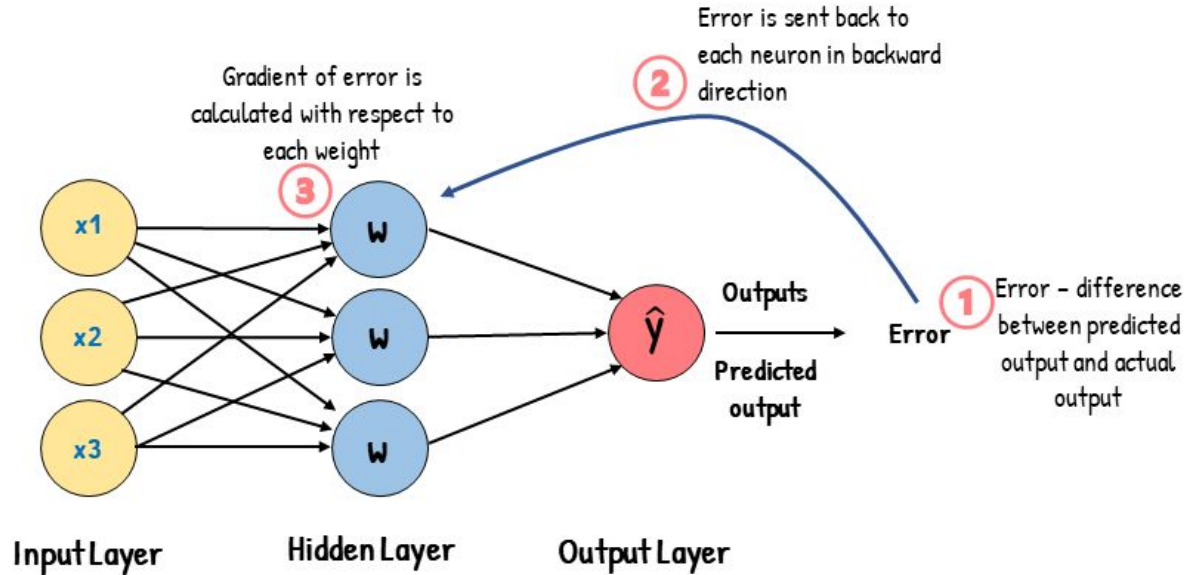 Error is sent back to
each neuron in backward
direction
2
Gradient of error is
calculated with respect to
each weight
3
x1
w
x2
w
x3
w
ŷ
Outputs
Predicted
output
Error
1
Error – difference
between predicted
output and actual
output
Input Layer
Hidden Layer
Output Layer